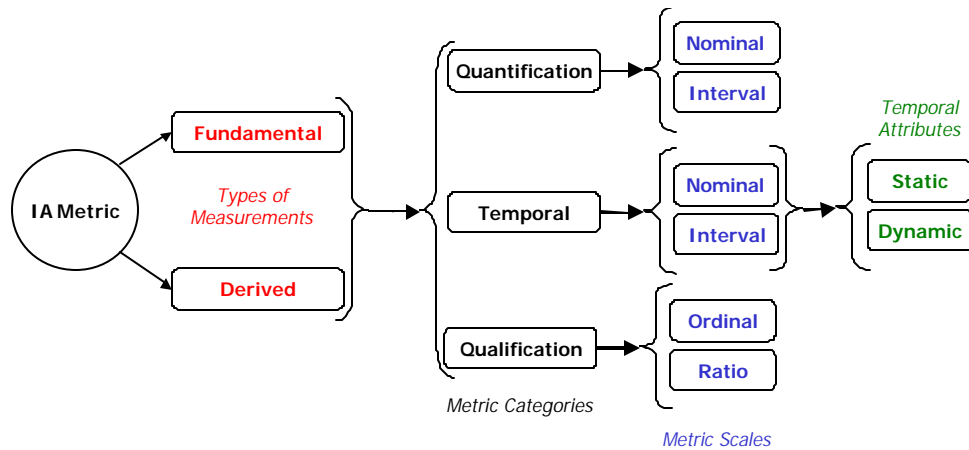 IA Metric
Fundamental
Types of
Measurements
Derived
Quantification
Temporal
Qualification
Metric Categories
Nominal
Interval
Nominal
Interval
Ordinal
Ratio
Metric Scales
Temporal
Attributes
Static
Dynamic